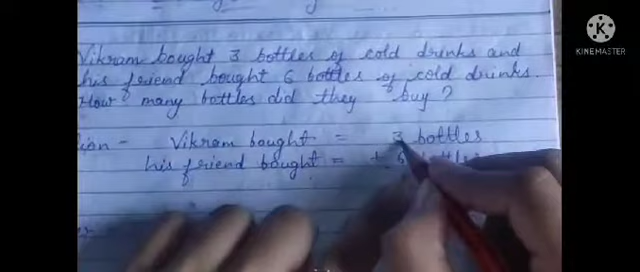 Vikram bought 3 bottles of cold drinks and
his friend bought 6 bottles of cold drinks.
How many bottles did they buy?
Vikram bought = 3 bottles
his friend bought = + 6 bottles
KINEMASTER